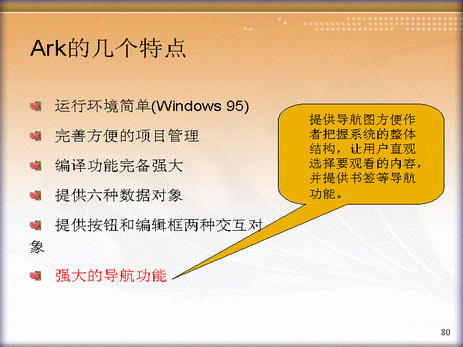 Ark的几个特点
运行环境简单(Windows 95)
完善方便的项目管理
编译功能完备强大
提供六种数据对象
提供按钮和编辑框两种交互对
象
强大的导航功能
提供导航图方便作
者把握系统的整体
结构，让用户直观
选择要观看的内容，
并提供书签等导航
功能。
80